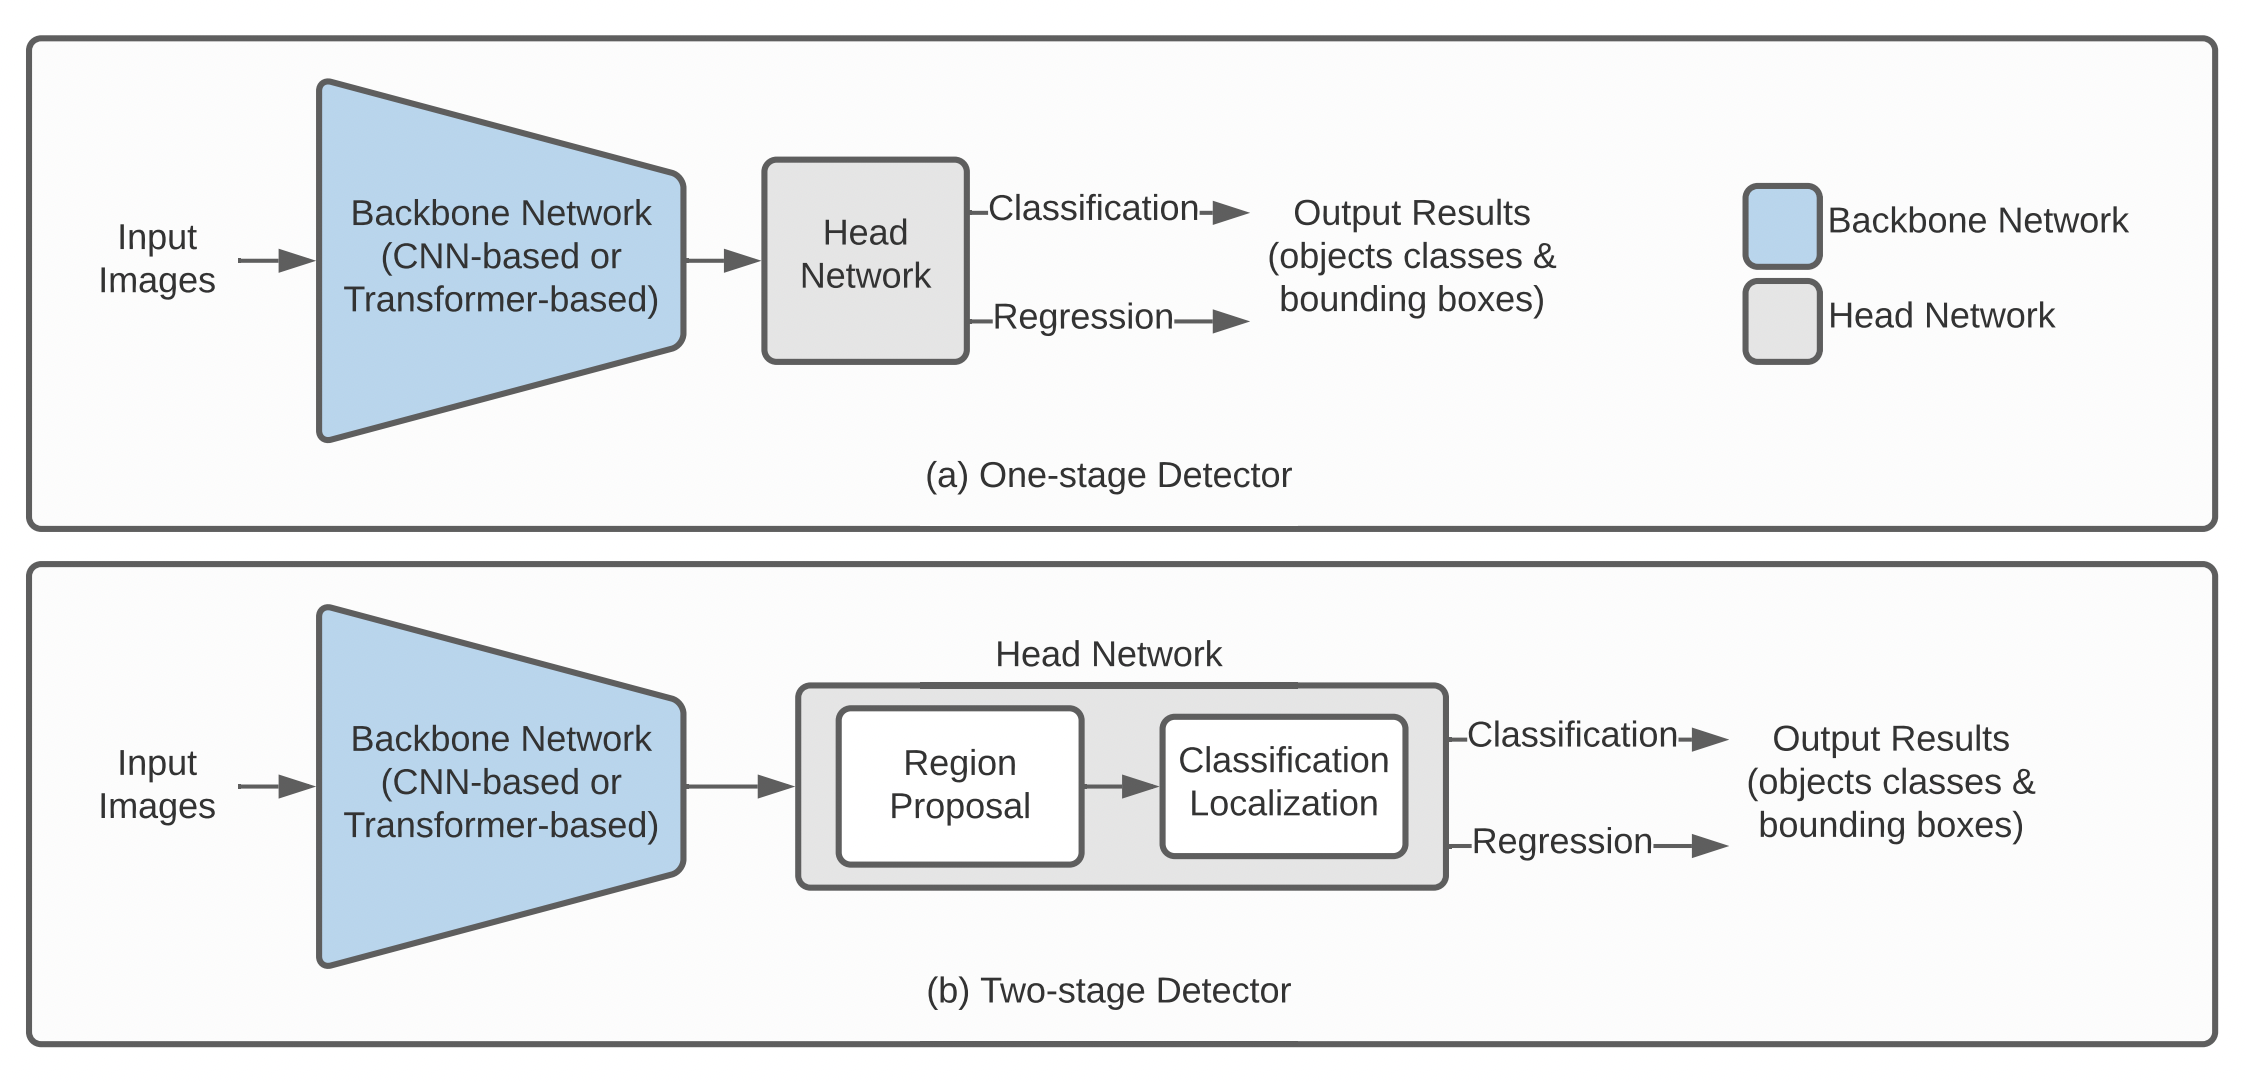 Input
Images
Backbone Network
(CNN-based or
Transformer-based)
Head
Network
Classification
Regression
Output Results
(objects classes &
bounding boxes)
Backbone Network
Head Network
(a) One-stage Detector
Input
Images
Backbone Network
(CNN-based or
Transformer-based)
Head Network
Region
Proposal
Classification
Localization
Classification
Regression
Output Results
(objects classes &
bounding boxes)
(b) Two-stage Detector